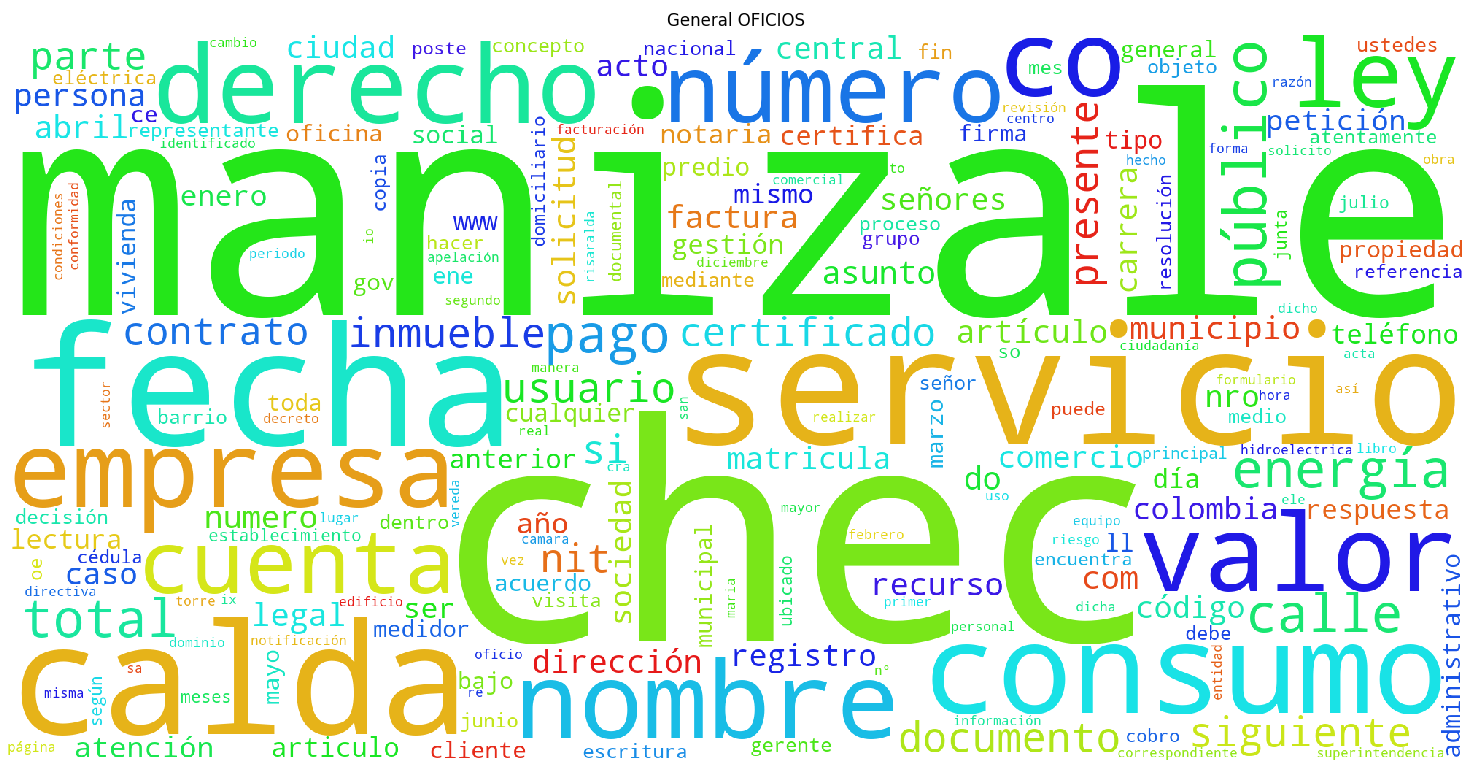 General OFICIOS
parte
cambio
ciudad
poste
concepto
nacional
central
fin
co
general
ustedes
eléctrica
derecho
acto
número
mes
objeto
público
razón
ley
persona
ce
revisión
centro
petición
abril
representante
oficina
social
domiciliario
facturación
notaria
certifica
firma
presente
tipo
atentamente
identificado
solicitud
manizale
hecho
forma
solicito
obra
condiciones
conformidad
vivienda
enero
copia
documental
predio
comercial
to
mismo
señores
carrera
resolución
julio
junta
www
factura
proceso
grupo
propiedad
periodo
io
hacer
apelación
risaralda
gestión
diciembre
asunto
referencia
gov
ene
segundo
mediante
dicho
fecha
contrato
inmueble
pago
certificado
artículo
municipio
teléfono
so
ciudadanía
acta
manera
servicio
sector
barrio
toda
decreto
usuario
cualquier
real
san
señor
marzo
realizar
puede
nro
medio
formulario
hora
así
empresa
anterior
si
cra
matricula
do
comercio
principal
hidroelectrica
libro
energía
día
uso
decisión
numero
lugar
dentro
vereda
chec
mayor
colombia
ele
respuesta
lectura
establecimiento
año
camara
sociedad
municipal
febrero
equipo
valor
oe
cédula
caso
cuenta
vez
nit
riesgo
ll
encuentra
directiva
torre
ix
edificio
acuerdo
visita
maria
ubicado
recurso
primer
com
dicha
código
calle
total
legal
ser
medidor
personal
debe
administrativo
calda
dominio
notificación
oficio
dirección
registro
consumo
entidad
misma
según
sa
meses
mayo
bajo
re
nombre
nº
junio
información
página
atención
articulo
cliente
escritura
gerente
documento
cobro
siguiente
correspondiente
superintendencia